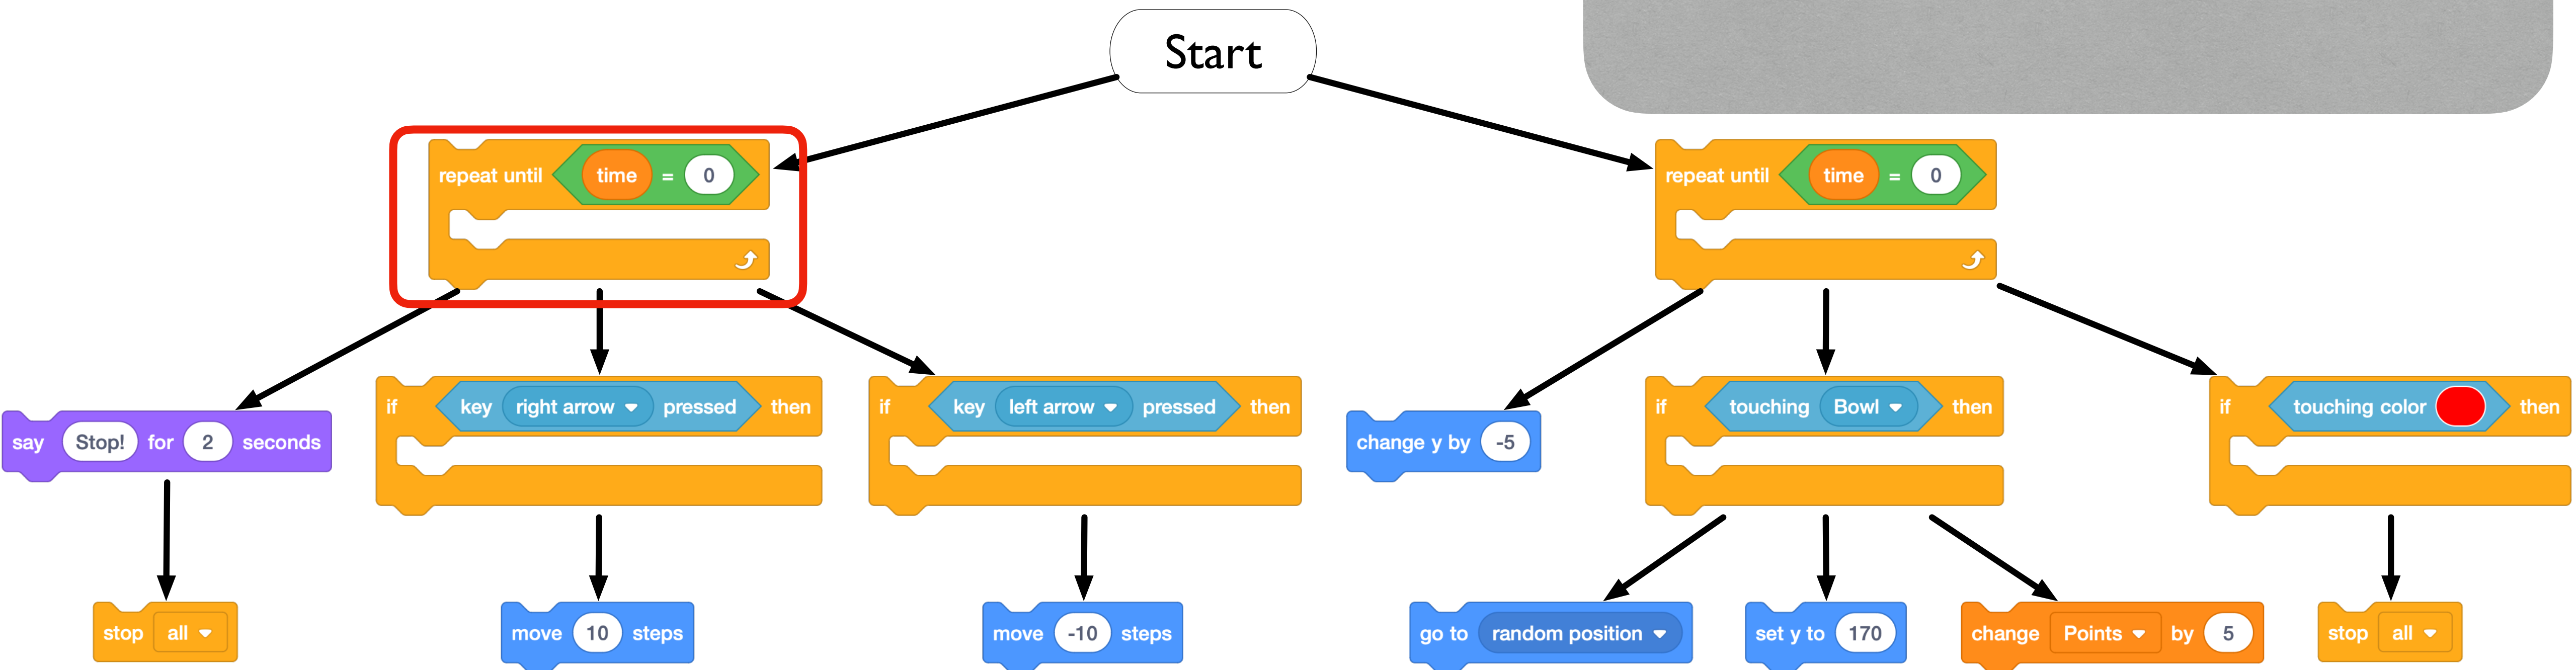 Start
repeat until time = 0
repeat until time = 0
say Stop! for 2 seconds
if key right arrow pressed then
if key left arrow pressed then
change y by -5
if touching Bowl then
if touching color then
stop all
move 10 steps
move -10 steps
go to random position
set y to 170
change Points by 5
stop all